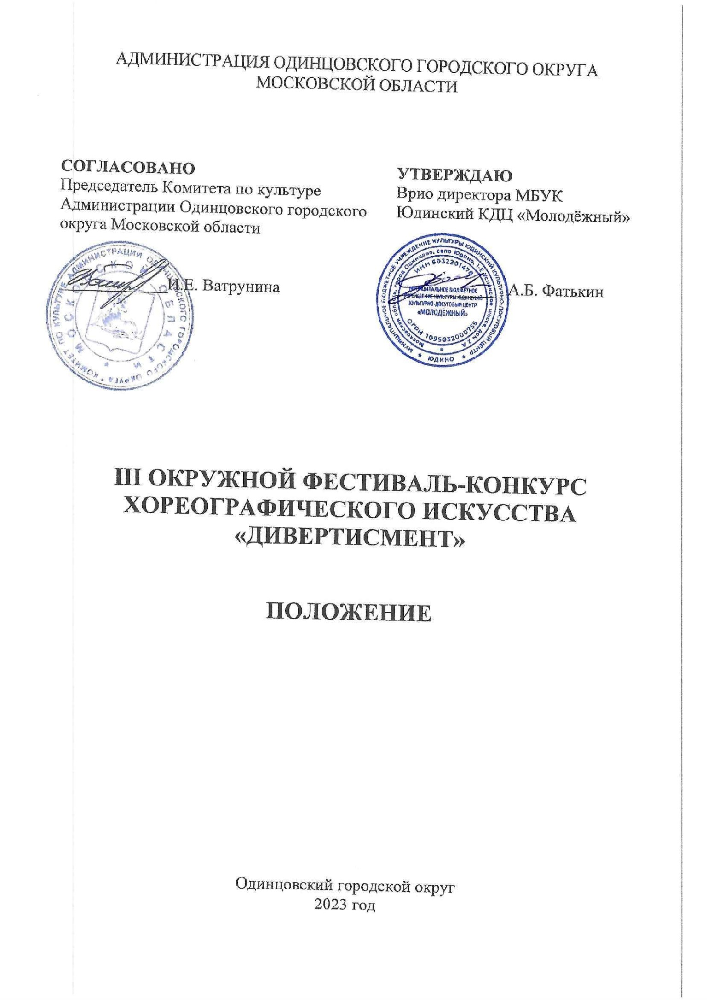 АДМИНИСТРАЦИЯ ОДИНЦОВСКОГО ГОРОДСКОГО ОКРУГА
МОСКОВСКОЙ ОБЛАСТИ
СОГЛАСОВАНО
Председатель Комитета по культуре
Администрации Одинцовского городского
округа Московской области
И.Е. Ватрунина
КОМИТЕТ ПО КУЛЬТУРЕ АДМИНИСТРАЦИИ ОДИНЦОВСКОГО ГОРОДСКОГО ОКРУГА
МОСКОВСКОЙ ОБЛАСТИ
УТВЕРЖДАЮ
Врио директора МБУК
Юдинский КДЦ «Молодёжный»
А.Б. Фатькин
МУНИЦИПАЛЬНОЕ БЮДЖЕТНОЕ УЧРЕЖДЕНИЕ КУЛЬТУРЫ ЮДИНСКИЙ КУЛЬТУРНО-ДОСУГОВЫЙ ЦЕНТР
ЮДИНО
Московская область, город Одинцово, село Юдино, 1-е Успенское шоссе, дом 2 А
ИНН 5032201478
МУНИЦИПАЛЬНОЕ БЮДЖЕТНОЕ
УЧРЕЖДЕНИЕ КУЛЬТУРЫ ЮДИНСКИЙ
КУЛЬТУРНО-ДОСУГОВЫЙ ЦЕНТР
«МОЛОДЁЖНЫЙ»
ОГРН 1095032000755
III ОКРУЖНОЙ ФЕСТИВАЛЬ-КОНКУРС
ХОРЕОГРАФИЧЕСКОГО ИСКУССТВА
«ДИВЕРТИСМЕНТ»
ПОЛОЖЕНИЕ
Одинцовский городской округ
2023 год